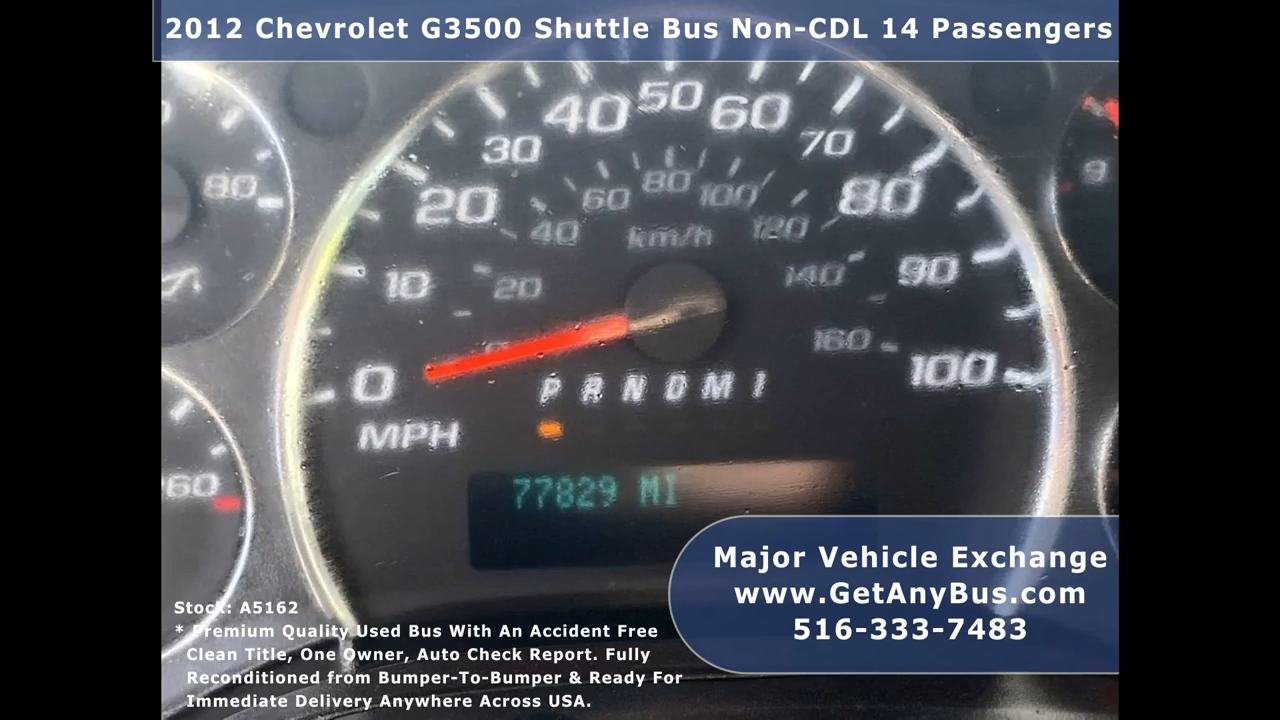 2012 Chevrolet G3500 Shuttle Bus Non-CDL 14 Passengers
40 50 60
30 70
20 80
60 80 100
40 km/h 120
10 20 140 90
0 160 100
MPH
P R N D M 1
77829 MI
80
60
9
Major Vehicle Exchange
www.GetAnyBus.com
516-333-7483
Stock: A5162
* Premium Quality Used Bus With An Accident Free
Clean Title, One Owner, Auto Check Report. Fully
Reconditioned from Bumper-To-Bumper & Ready For
Immediate Delivery Anywhere Across USA.